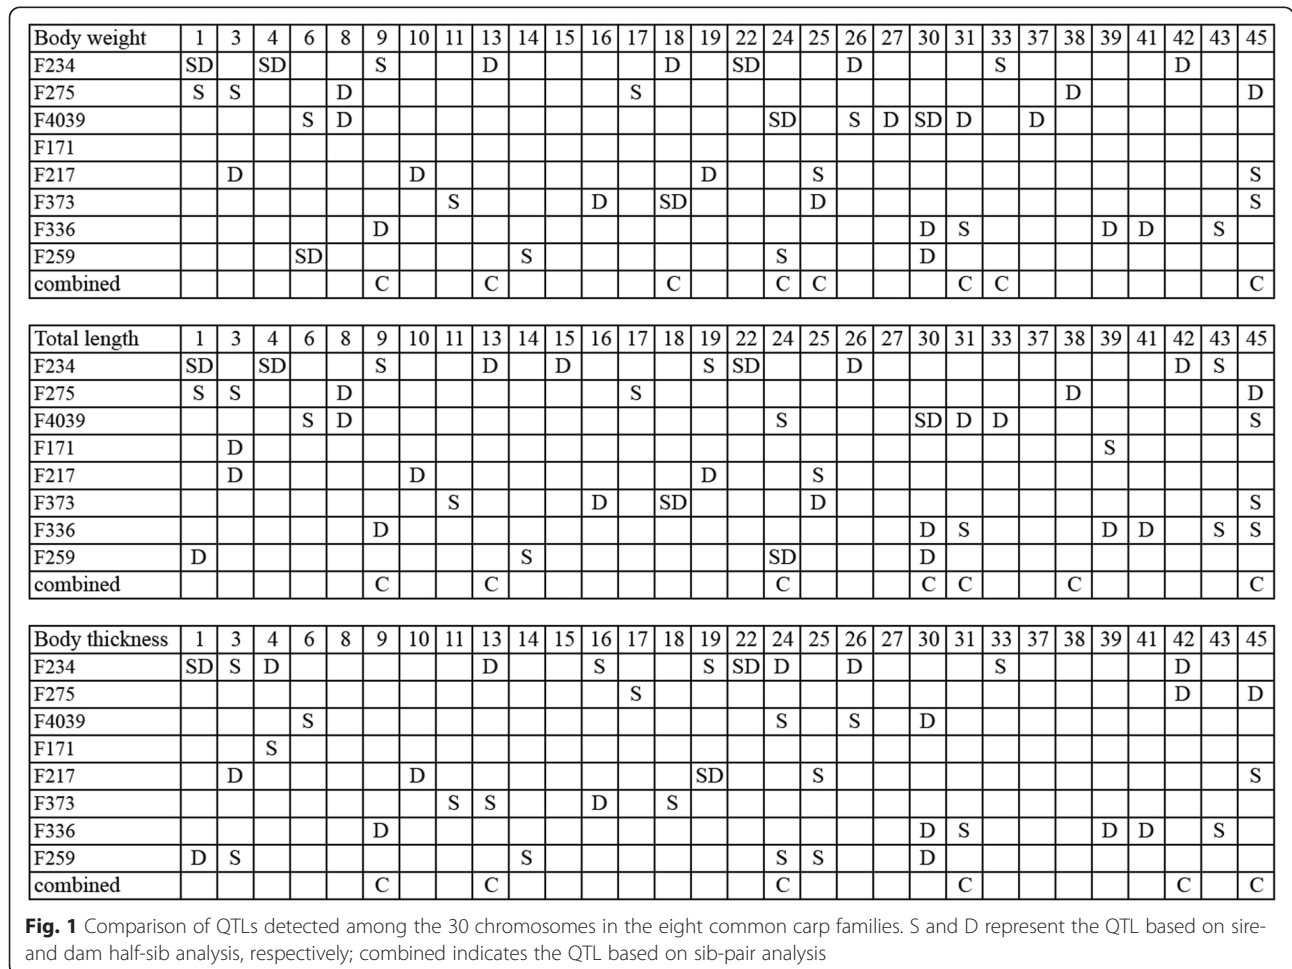 Body weight 1 3 4 6 8 9 10 11 13 14 15 16 17 18 19 22 24 25 26 27 30 31 33 37 38 39 41 42 43 45
F234 SD SD S D D SD D S D
F275 S S D S D D
F4039 S D SD S D SD D D
F171
F217 D D D S S
F373 S D SD D S
F336 D D S D D S
F259 SD S S D
combined C C C C C C C C
Total length 1 3 4 6 8 9 10 11 13 14 15 16 17 18 19 22 24 25 26 27 30 31 33 37 38 39 41 42 43 45
F234 SD SD S D D S SD D D S
F275 S S D S D D
F4039 S D S SD D D S
F171 D S
F217 D D D S
F373 S D SD D S
F336 D D S D D S S
F259 D S SD D
combined C C C C C C C
Body thickness 1 3 4 6 8 9 10 11 13 14 15 16 17 18 19 22 24 25 26 27 30 31 33 37 38 39 41 42 43 45
F234 SD S D D S S SD D D S D
F275 S D D
F4039 S S S D
F171 S
F217 D D SD S S
F373 S S D S
F336 D D S D D S
F259 D S S S S D
combined C C C C C C
Fig. 1 Comparison of QTLs detected among the 30 chromosomes in the eight common carp families. S and D represent the QTL based on sire-
and dam half-sib analysis, respectively; combined indicates the QTL based on sib-pair analysis